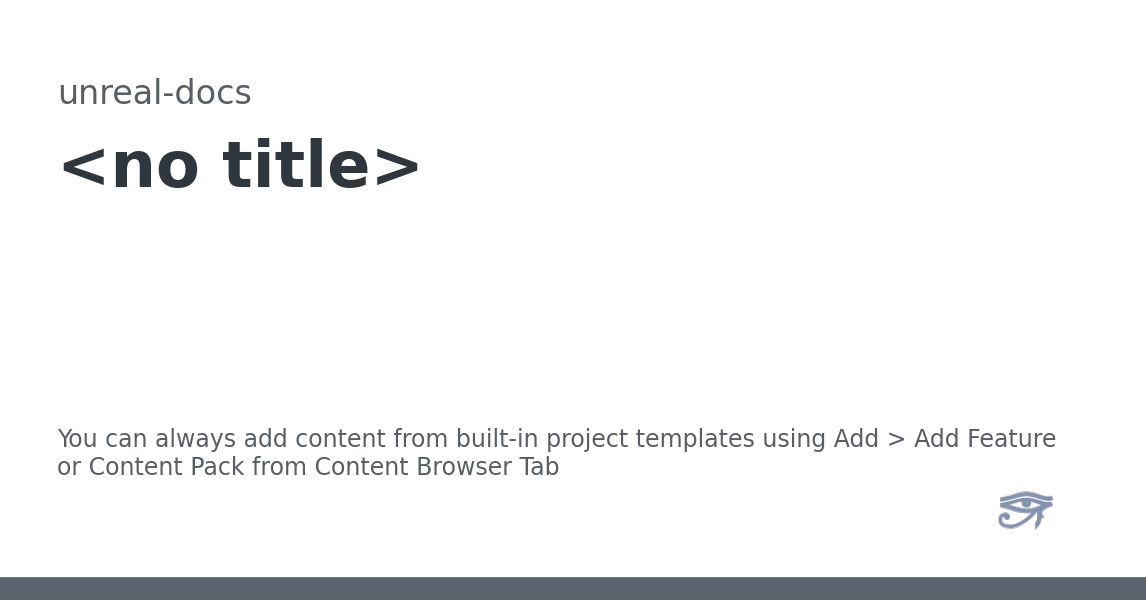 unreal-docs
<no title>
You can always add content from built-in project templates using Add > Add Feature
or Content Pack from Content Browser Tab